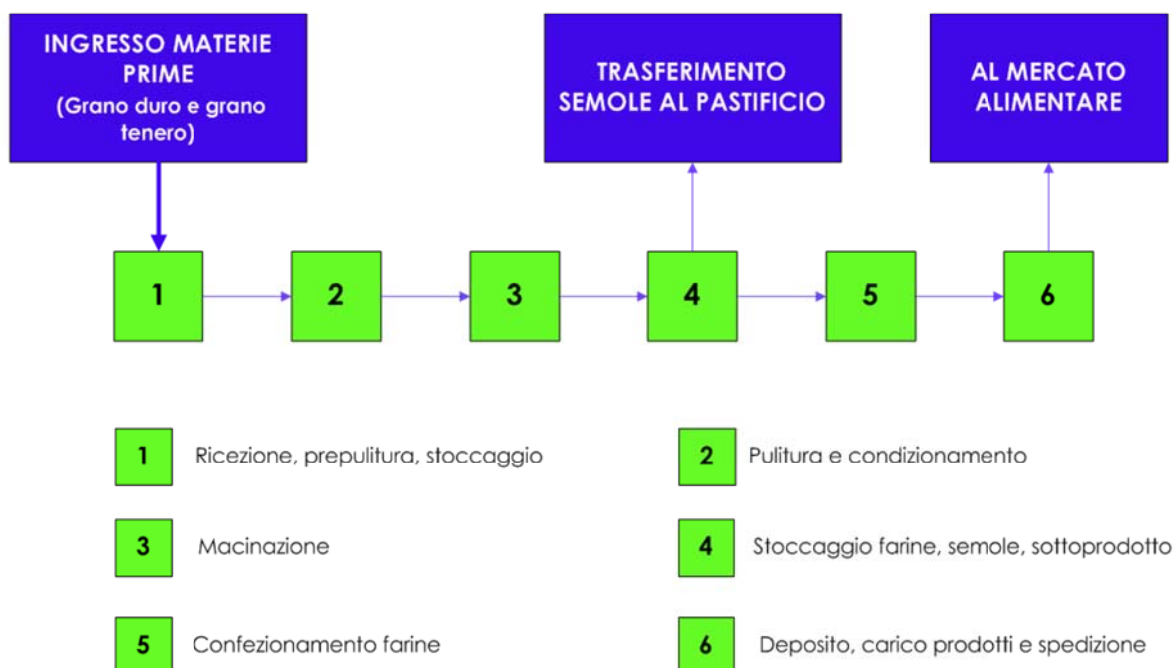 INGRESSO MATERIE
PRIME
(Grano duro e grano
tenero)
TRASFERIMENTO
SEMOLE AL PASTIFICIO
AL MERCATO
ALIMENTARE
1
2
3
4
5
6
1 Ricezione, prepulitura, stoccaggio
2 Pulitura e condizionamento
3 Macinazione
4 Stoccaggio farine, semole, sottoprodotto
5 Confezionamento farine
6 Deposito, carico prodotti e spedizione